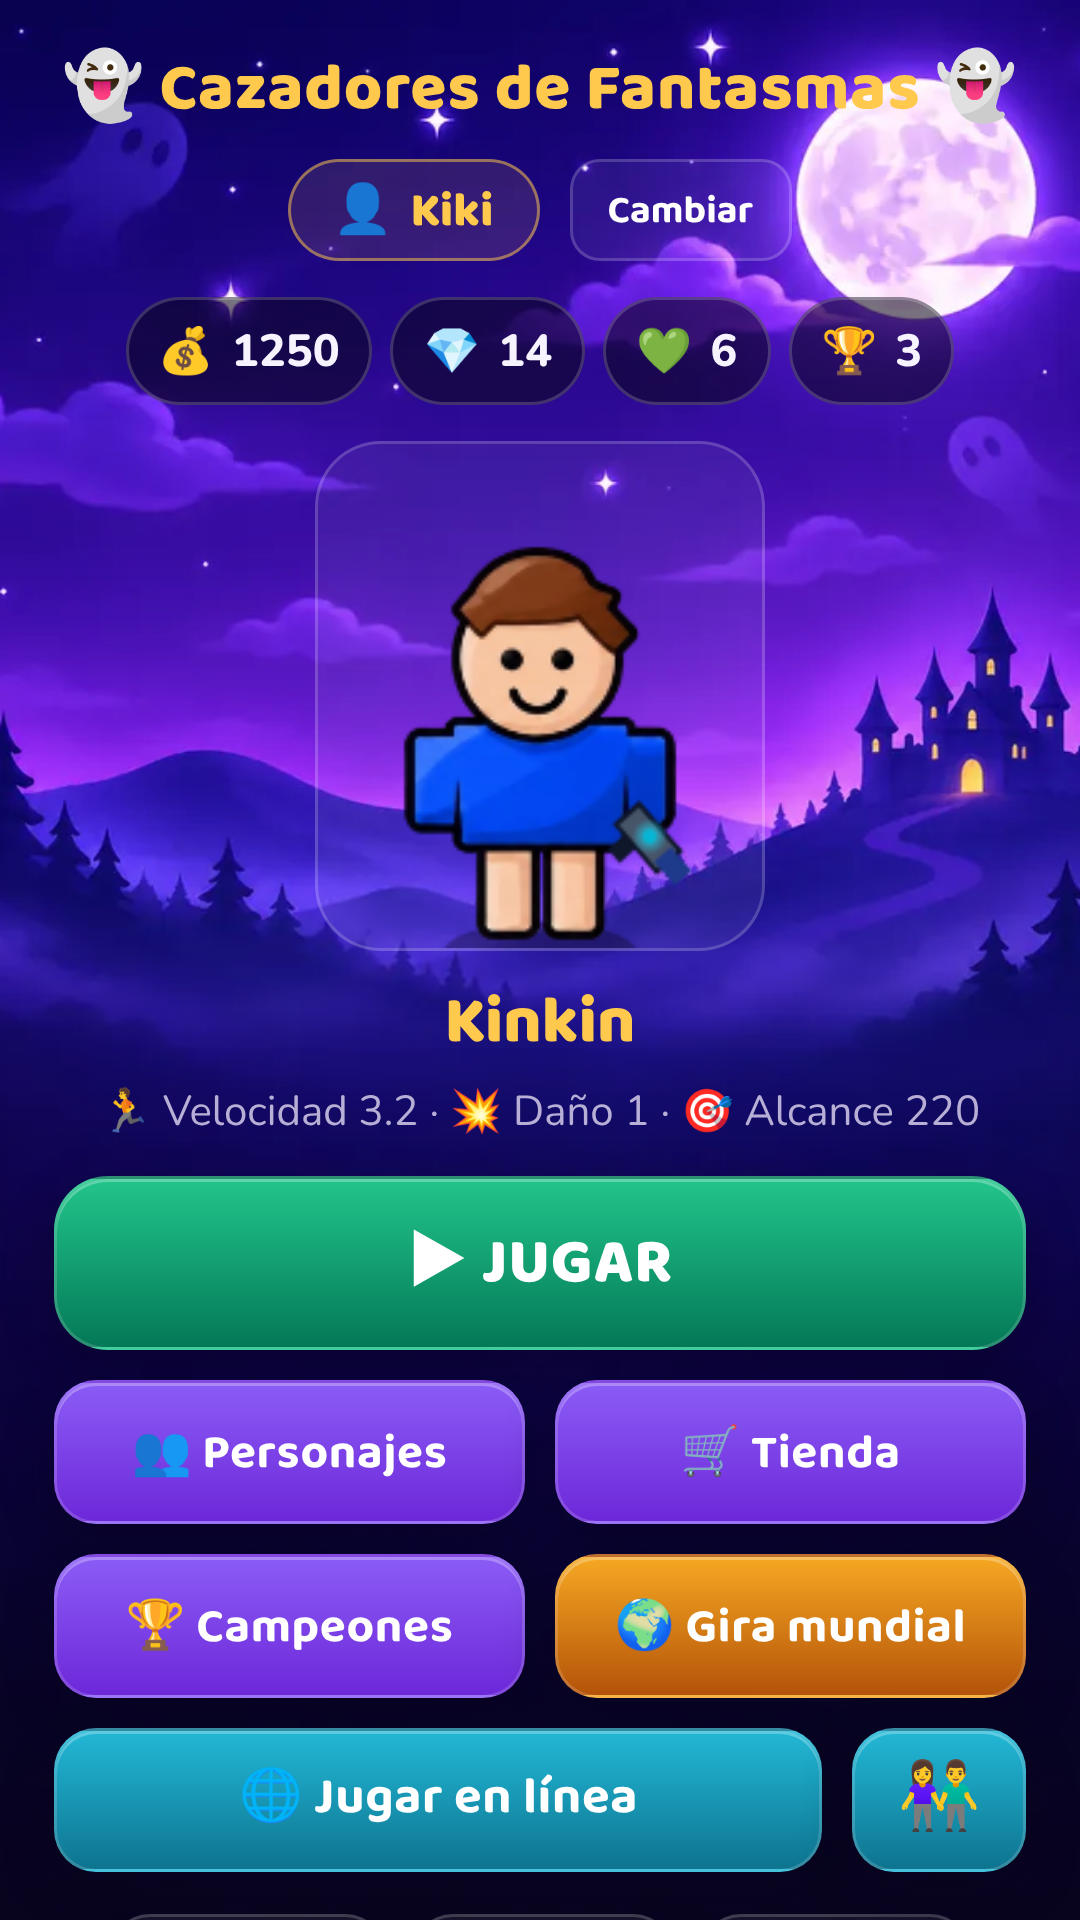 Cazadores de Fantasmas
Kiki
Cambiar
1250
14
6
3
Kinkin
Velocidad 3.2 · Daño 1 · Alcance 220
JUGAR
Personajes
Tienda
Campeones
Gira mundial
Jugar en línea